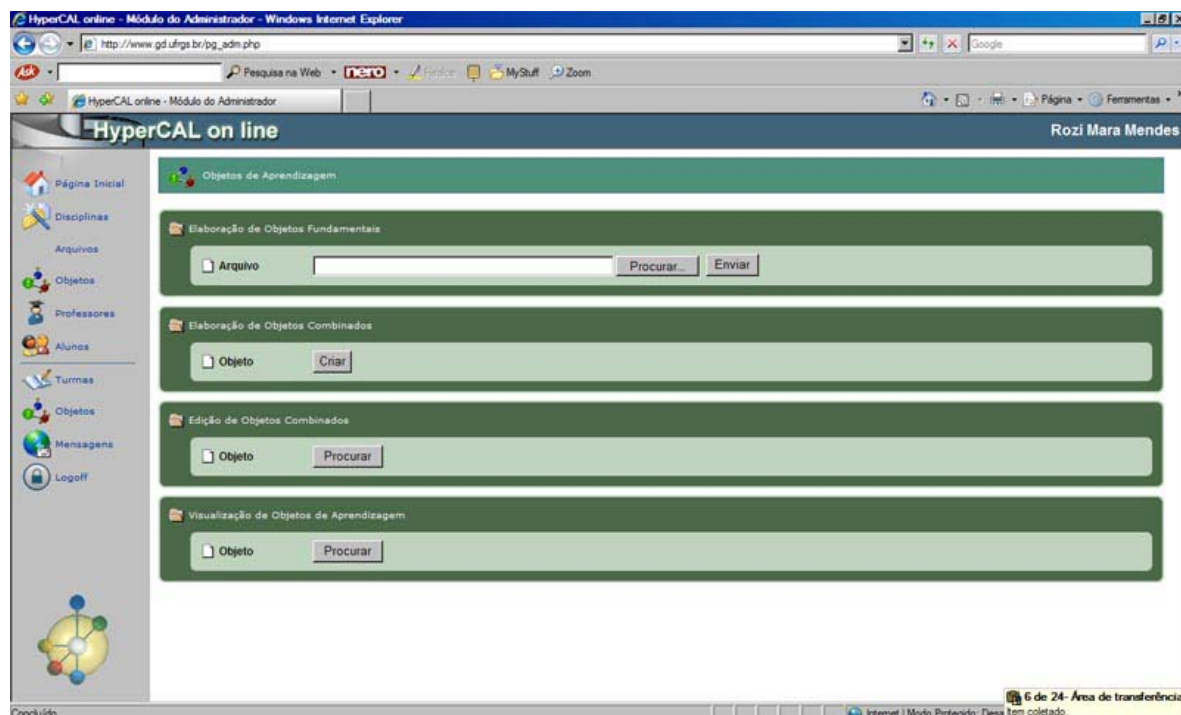 HyperCAL online - Módulo do Administrador - Windows Internet Explorer
http://www.gd.ufrgs.br/pg_adm.php
Google
Ask
Pesquisa na Web
nero
MyStuff
Zoom
HyperCAL online - Módulo do Administrador
Página
Ferramentas
HyperCAL on line
Rozi Mara Mendes
Página Inicial
Disciplinas
Arquivos
Objetos
Professores
Alunos
Turmas
Objetos
Mensagens
Logoff
Objetos de Aprendizagem
Elaboração de Objetos Fundamentais
Arquivo
Procurar...
Enviar
Elaboração de Objetos Combinados
Objeto
Criar
Edição de Objetos Combinados
Objeto
Procurar
Visualização de Objetos de Aprendizagem
Objeto
Procurar
6 de 24- Área de transferência
Item coletado.
Concluído
Internet | Modo Protegido: Desa